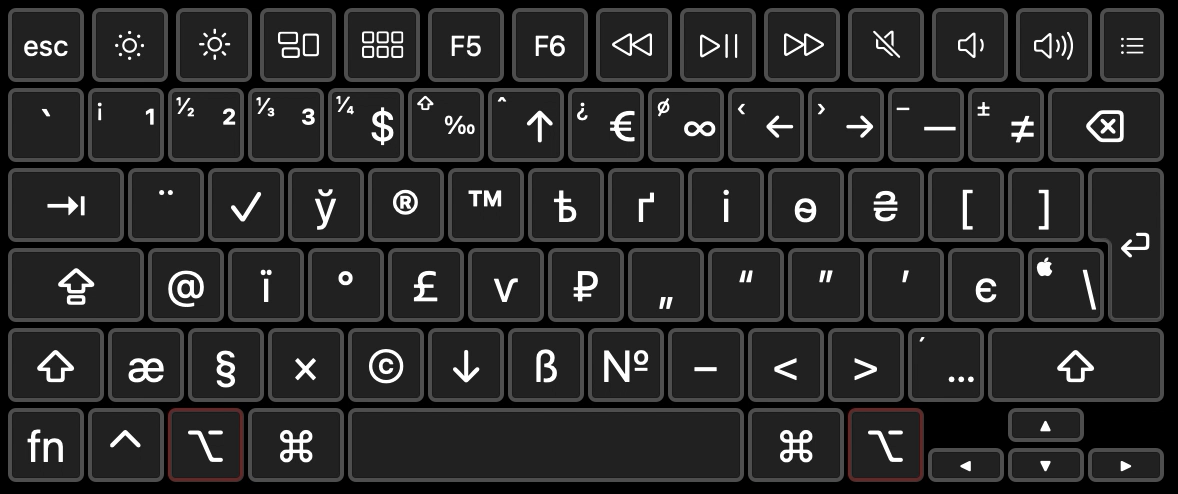 esc F5 F6
` ¡ 1 ½ 2 ⅓ 3 ¼ $ ⇧ ‰ ˆ ↑ ¿ € ø ∞ ‹ ← › → – — ± ≠ ⌫
⇥ ¨ ✓ ў ® ™ ѣ ґ і ѳ ₴ [ ] ↩
⇪ @ ї ° £ ѵ ₽ „ “ ” ’ є  \
⇧ æ § × © ↓ ß № – < > ´ … ⇧
fn ⌃ ⌥ ⌘ ⌘ ⌥ ◀ ▲ ▼ ▶